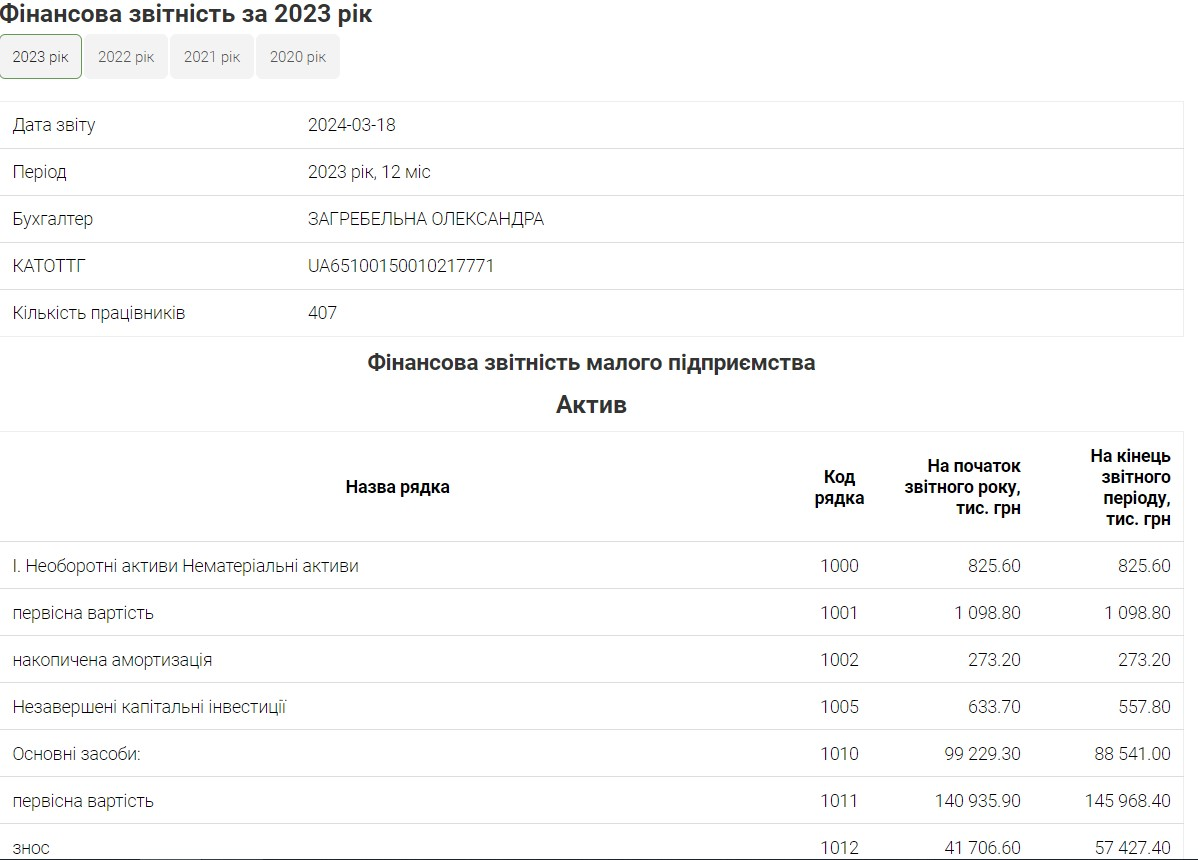 Фінансова звітність за 2023 рік
2023 рік 2022 рік 2021 рік 2020 рік
Дата звіту 2024-03-18
Період 2023 рік, 12 міс
Бухгалтер ЗАГРЕБЕЛЬНА ОЛЕКСАНДРА
КАТОТТГ UA65100150010217771
Кількість працівників 407
Фінансова звітність малого підприємства
Актив
Назва рядка Код рядка На початок звітного року, тис. грн На кінець звітного періоду, тис. грн
І. Необоротні активи Нематеріальні активи 1000 825.60 825.60
первісна вартість 1001 1 098.80 1 098.80
накопичена амортизація 1002 273.20 273.20
Незавершені капітальні інвестиції 1005 633.70 557.80
Основні засоби: 1010 99 229.30 88 541.00
первісна вартість 1011 140 935.90 145 968.40
знос 1012 41 706.60 57 427.40